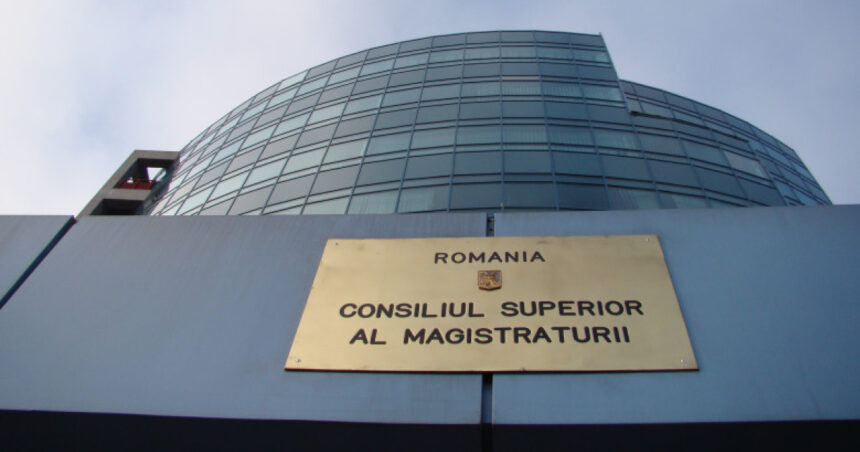 ROMANIA
CONSILIUL SUPERIOR
AL MAGISTRATURII